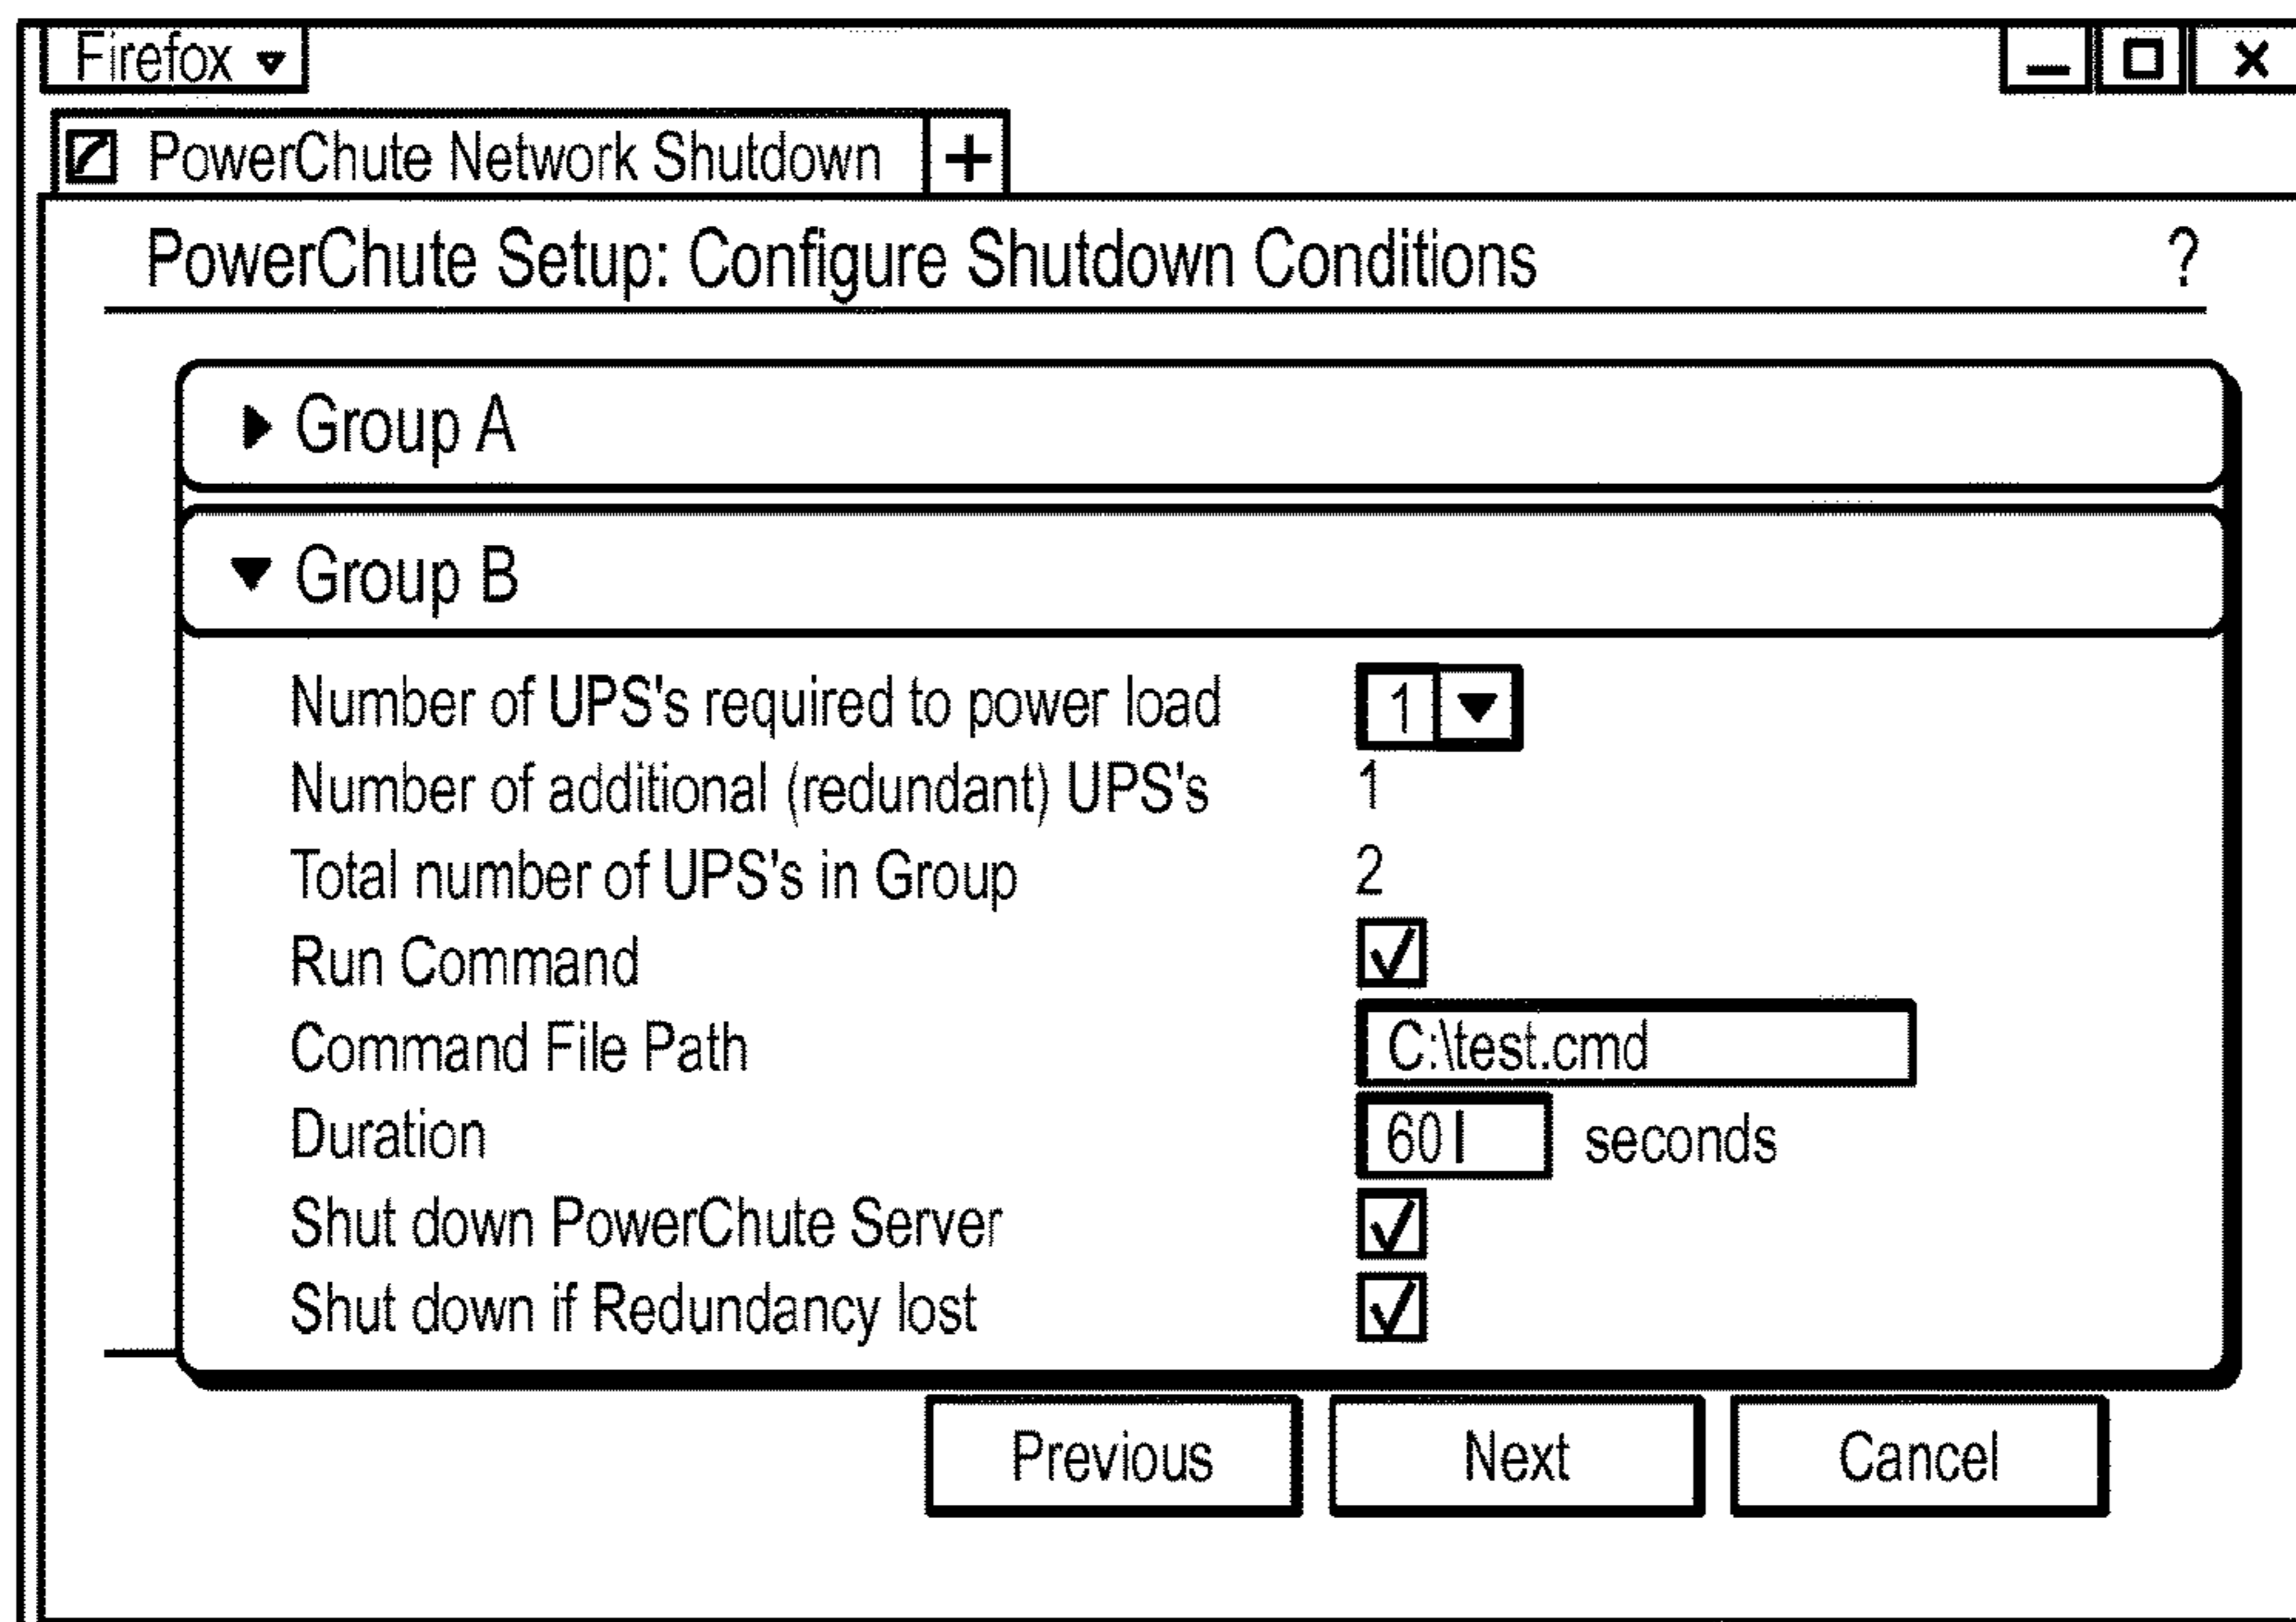 Firefox
PowerChute Network Shutdown +
PowerChute Setup: Configure Shutdown Conditions ?
Group A
Group B
Number of UPS's required to power load 1
Number of additional (redundant) UPS's 1
Total number of UPS's in Group 2
Run Command
Command File Path C:\test.cmd
Duration 60 seconds
Shut down PowerChute Server
Shut down if Redundancy lost
Previous Next Cancel